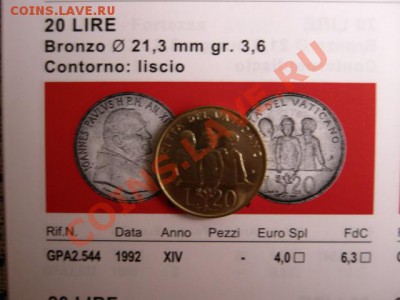 COINS.LAVE.RU
20 LIRE
Bronzo Ø 21,3 mm gr. 3,6
Contorno: liscio
IOANNES PAVLVS II P.M. AN.
CITTA DEL VATICANO
L. 20
DEL VATICANO
L. 20
Rif.N. Data Anno Pezzi Euro Spl FdC
GPA2.544 1992 XIV - 4,0 6,3
COINS.LAVE.RU